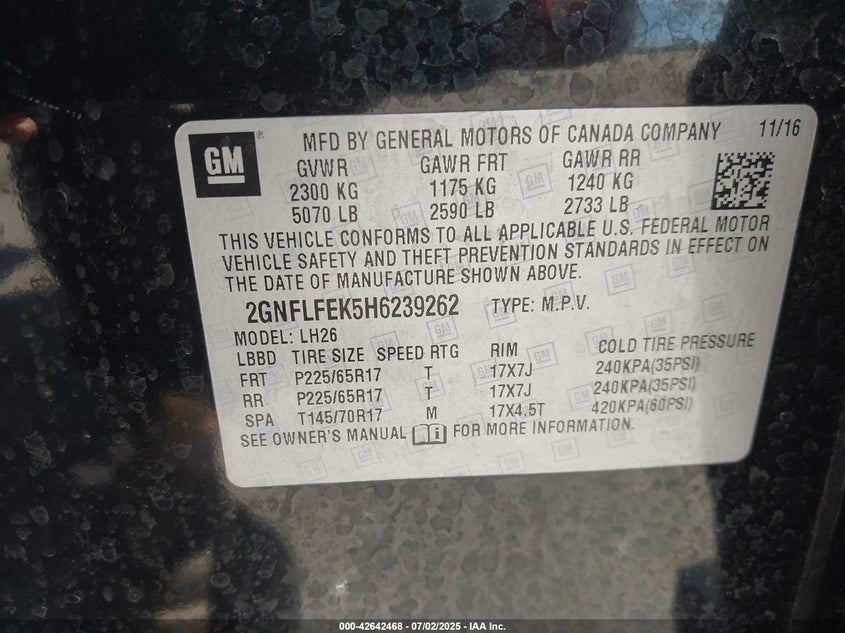 GM
MFD BY GENERAL MOTORS OF CANADA COMPANY 11/16
GVWR GAWR FRT GAWR RR
2300 KG 1175 KG 1240 KG
5070 LB 2590 LB 2733 LB
THIS VEHICLE CONFORMS TO ALL APPLICABLE U.S. FEDERAL MOTOR
VEHICLE SAFETY AND THEFT PREVENTION STANDARDS IN EFFECT ON
THE DATE OF MANUFACTURE SHOWN ABOVE.
2GNFLFEK5H6239262 TYPE: M.P.V.
MODEL: LH26
LBBD TIRE SIZE SPEED RTG RIM COLD TIRE PRESSURE
FRT P225/65R17 T 17X7J 240KPA(35PSI)
RR P225/65R17 T 17X7J 240KPA(35PSI)
SPA T145/70R17 M 17X4.5T 420KPA(60PSI)
SEE OWNER'S MANUAL FOR MORE INFORMATION.
000-42642468 - 07/02/2025 - IAA Inc.